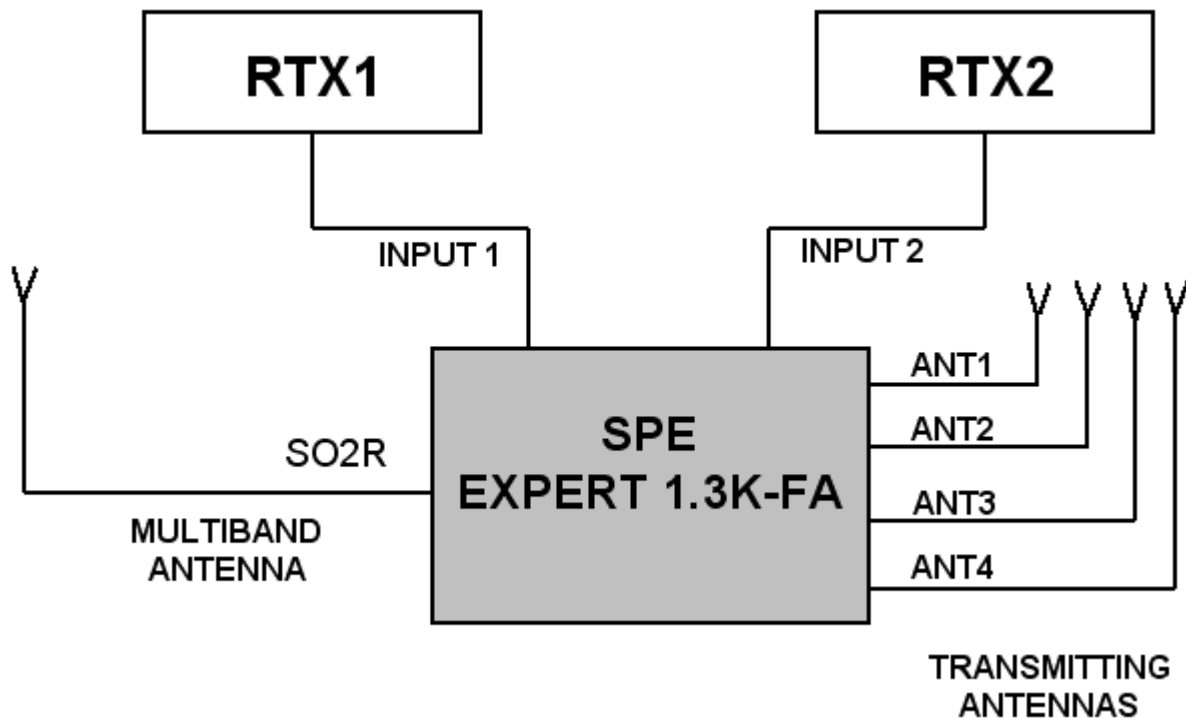 RTX1
RTX2
INPUT 1
INPUT 2
ANT1
SPE
ANT2
SO2R
EXPERT 1.3K-FA
ANT3
MULTIBAND
ANTENNA
ANT4
TRANSMITTING
ANTENNAS